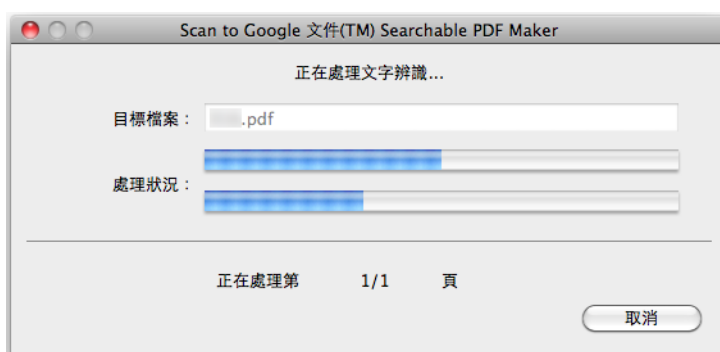 Scan to Google 文件(TM) Searchable PDF Maker
正在處理文字辨識...
目標檔案：
.pdf
處理狀況：
正在處理第 1/1 頁
取消